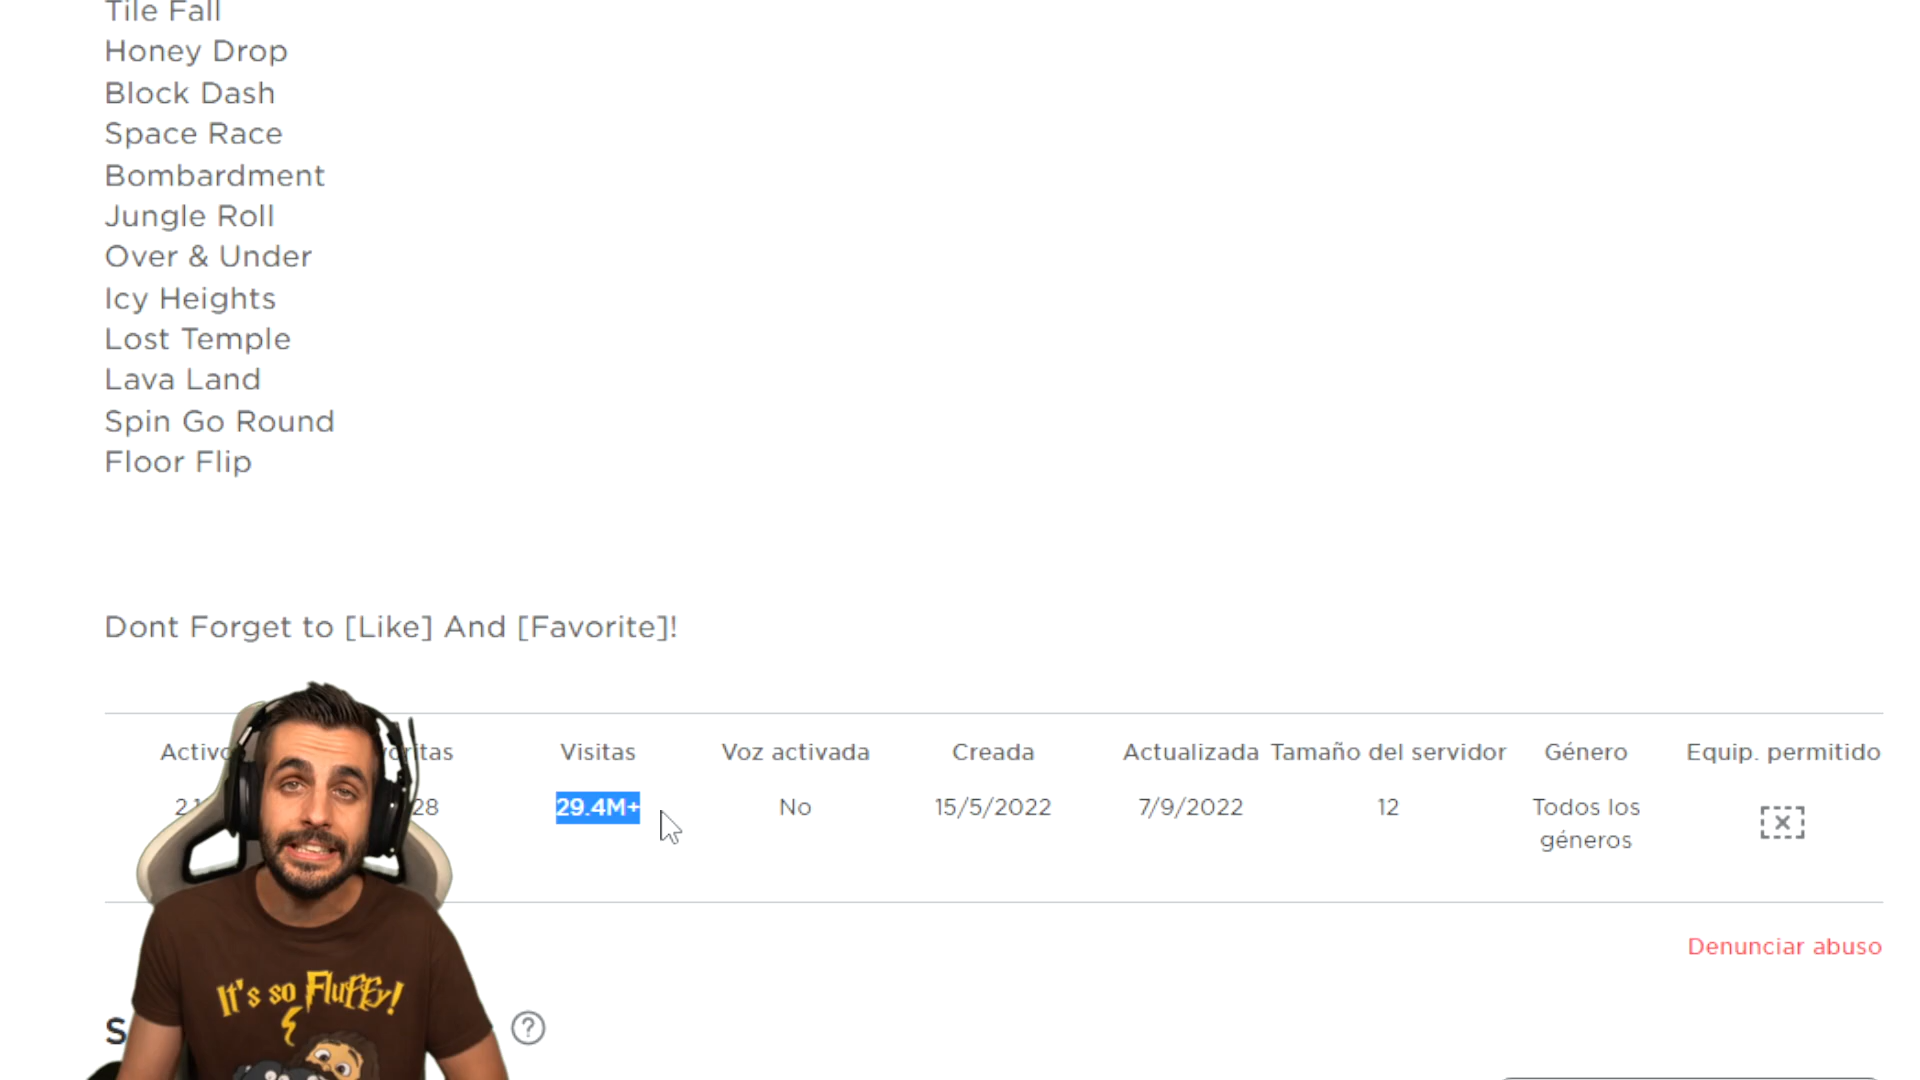 Tile Fall
Honey Drop
Block Dash
Space Race
Bombardment
Jungle Roll
Over & Under
Icy Heights
Lost Temple
Lava Land
Spin Go Round
Floor Flip
Dont Forget to [Like] And [Favorite]!
Visitas Voz activada Creada Actualizada Tamaño del servidor Género Equip. permitido
28 29.4M+ No 15/5/2022 7/9/2022 12 Todos los
géneros
Denunciar abuso
It's so Fluffy!